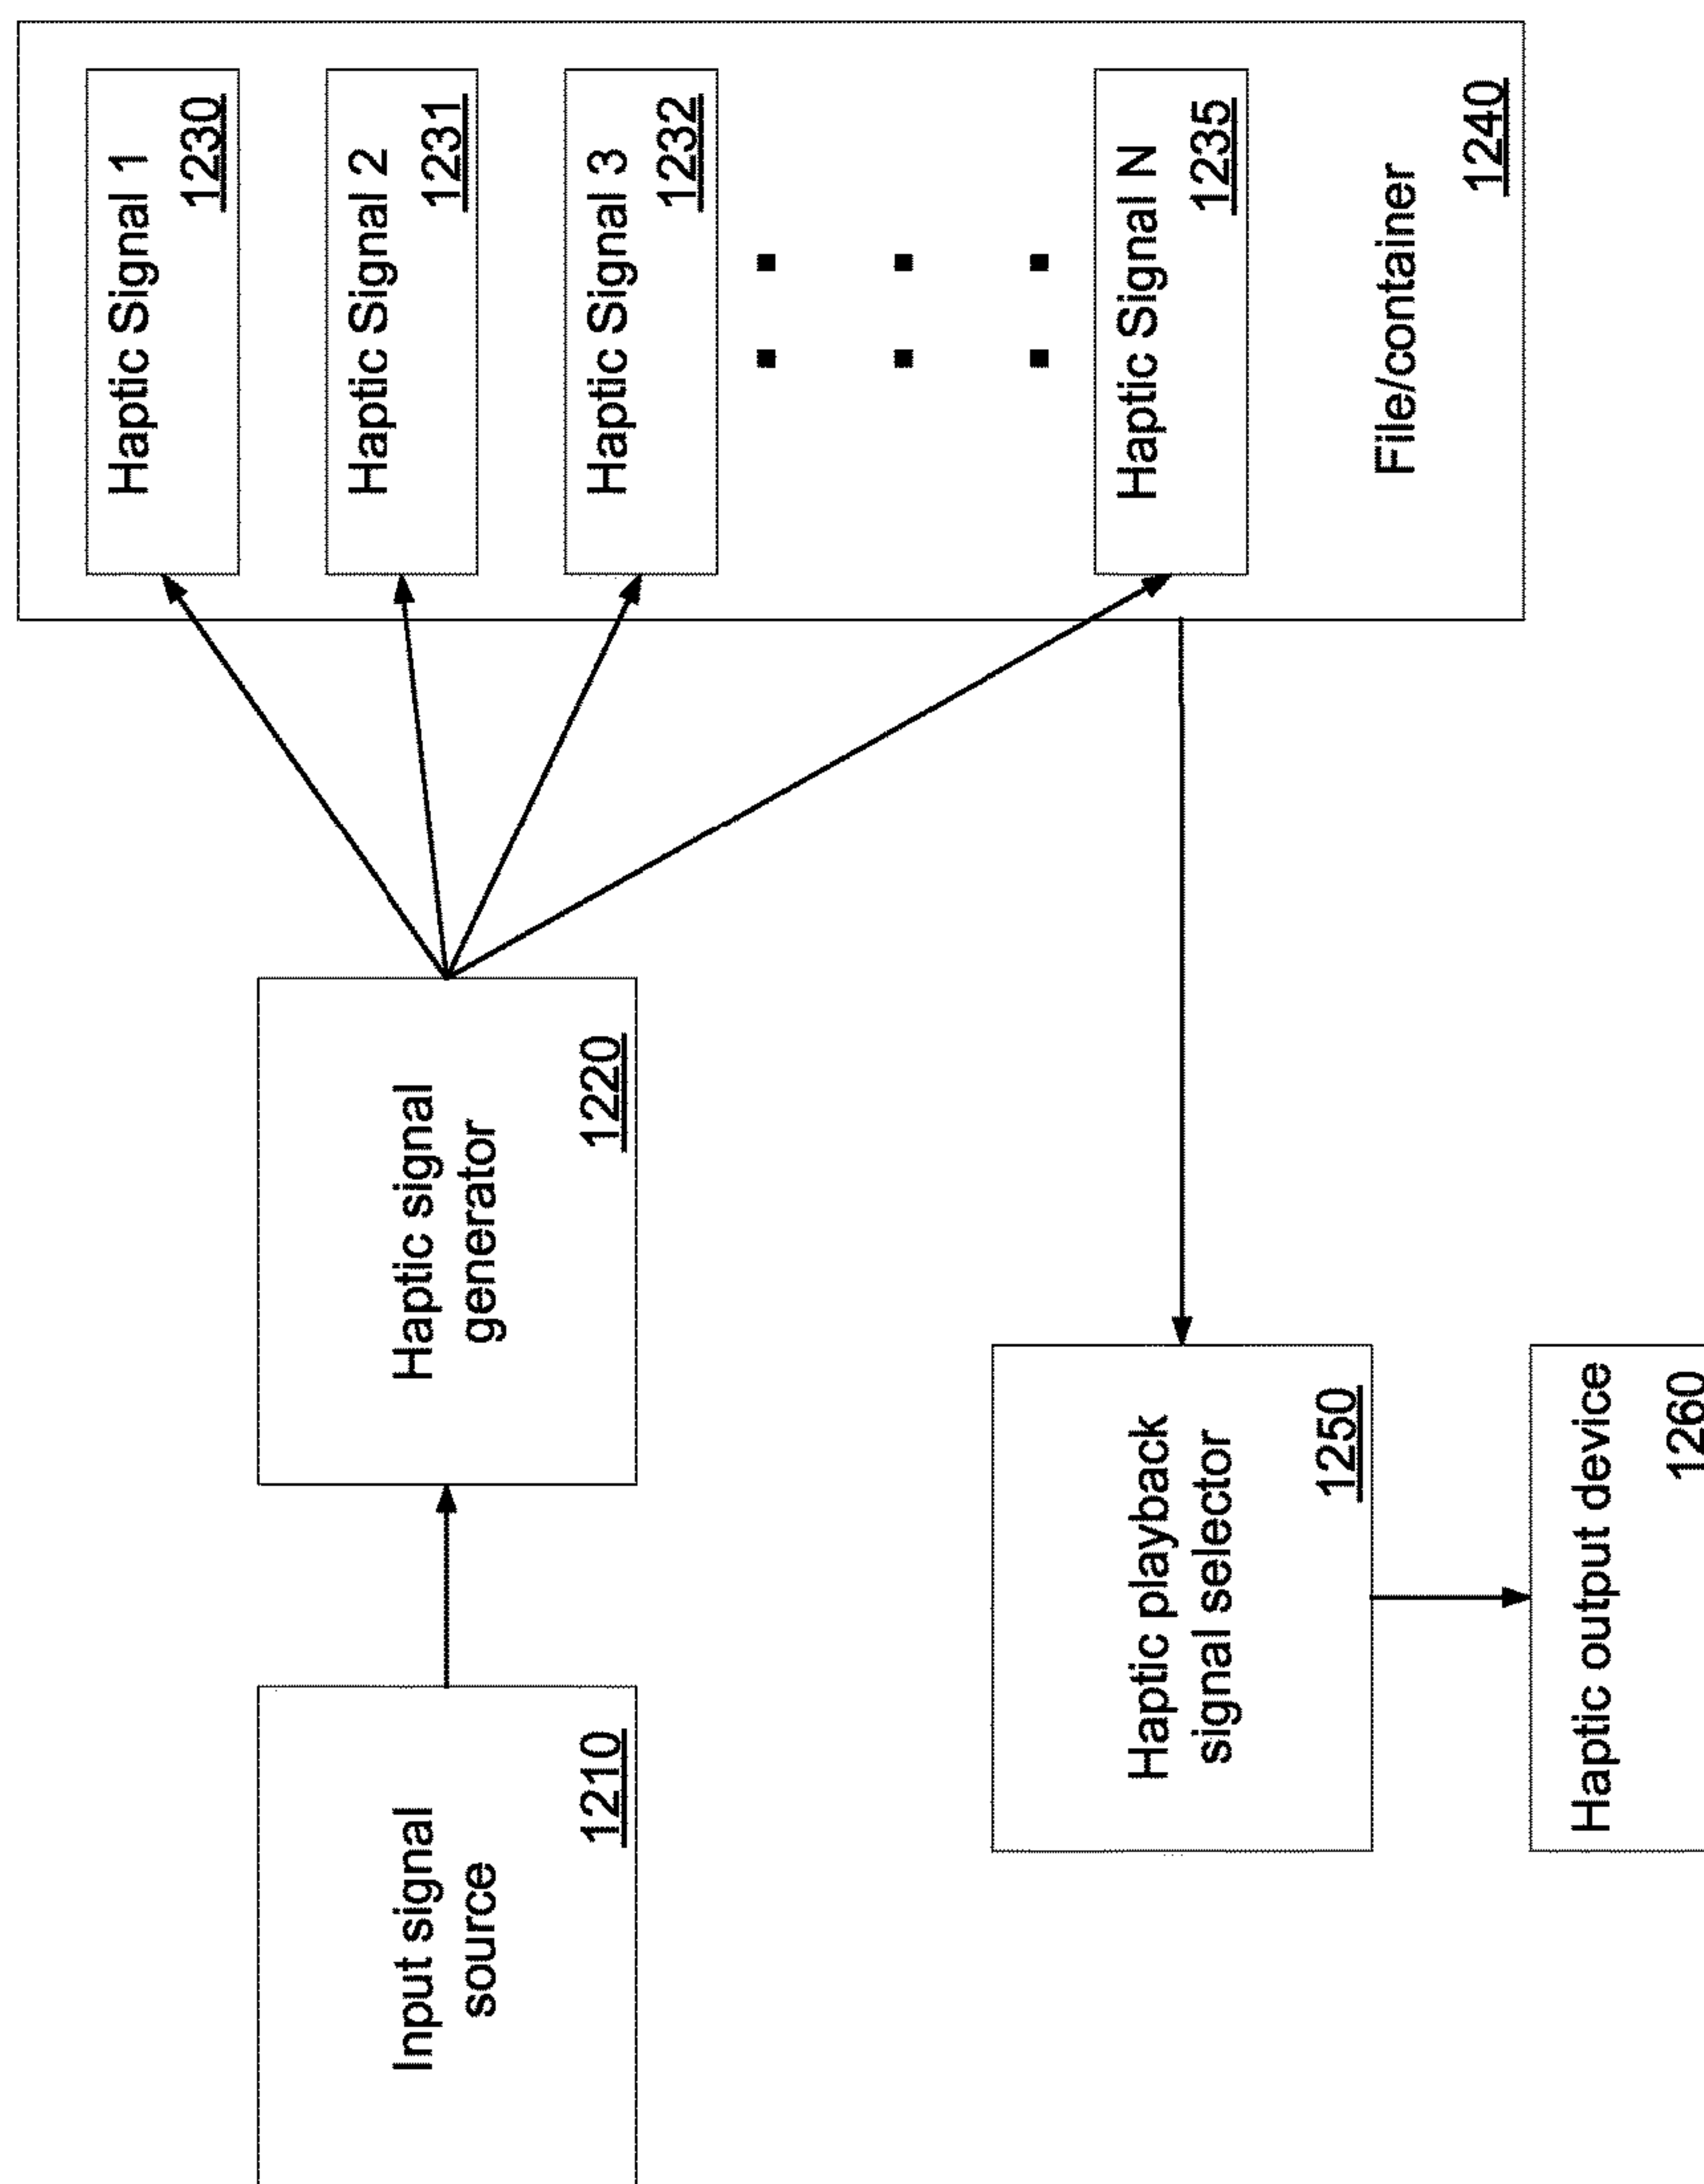 Input signal
source
1210
Haptic signal
generator
1220
Haptic Signal 1
1230
Haptic Signal 2
1231
Haptic Signal 3
1232
Haptic Signal N
1235
File/container
1240
Haptic playback
signal selector
1250
Haptic output device
1260